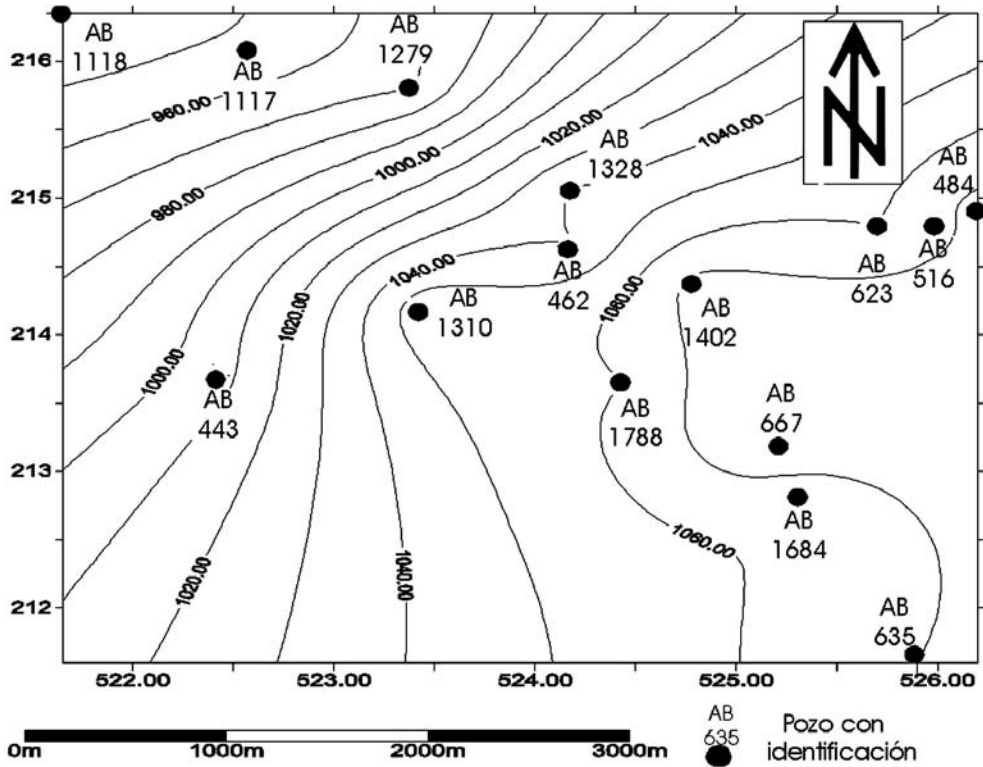 216
215
214
213
212
522.00
523.00
524.00
525.00
526.00
AB
1118
AB
1117
AB
1279
AB
1328
AB
462
AB
1310
AB
443
AB
484
AB
516
AB
623
AB
1402
AB
1788
AB
667
AB
1684
AB
635
960.00
980.00
1000.00
1020.00
1040.00
1040.00
1060.00
1020.00
1000.00
1020.00
1040.00
1060.00
N
0m
1000m
2000m
3000m
AB
635
Pozo con
identificación